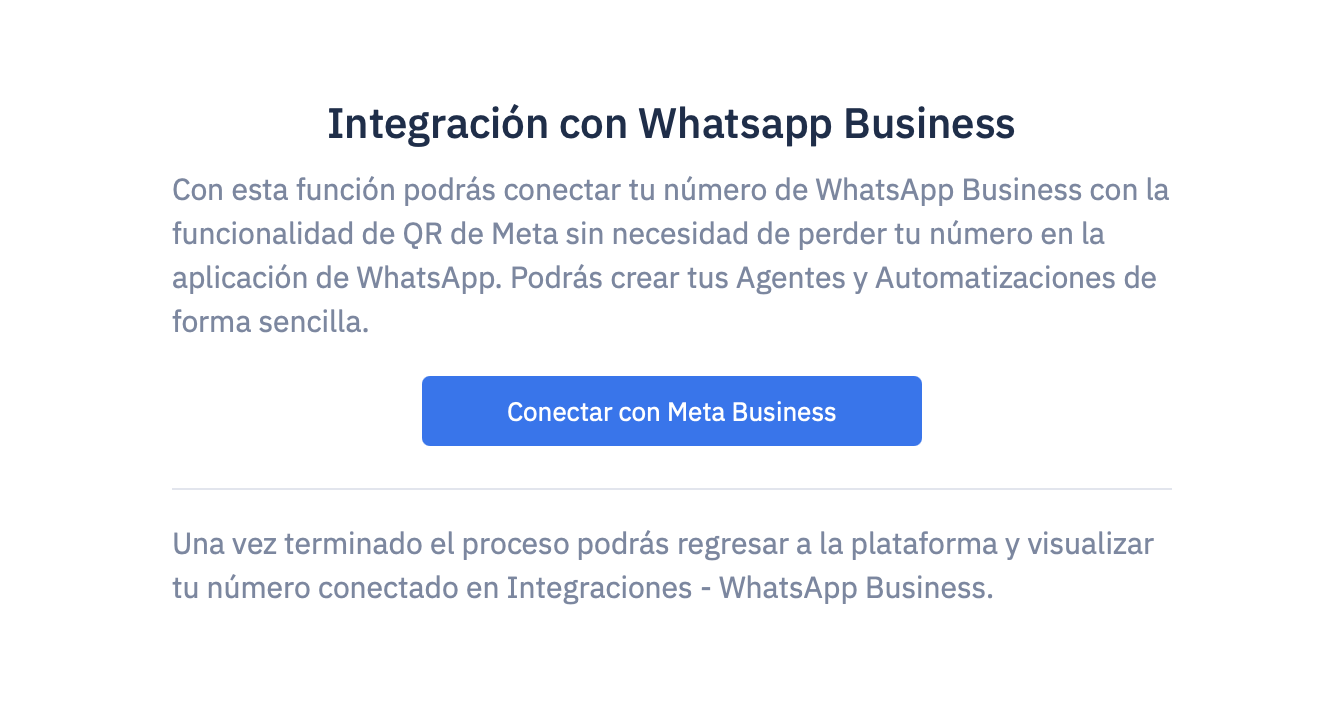 Integración con Whatsapp Business
Con esta función podrás conectar tu número de WhatsApp Business con la
funcionalidad de QR de Meta sin necesidad de perder tu número en la
aplicación de WhatsApp. Podrás crear tus Agentes y Automatizaciones de
forma sencilla.
Conectar con Meta Business
Una vez terminado el proceso podrás regresar a la plataforma y visualizar
tu número conectado en Integraciones - WhatsApp Business.